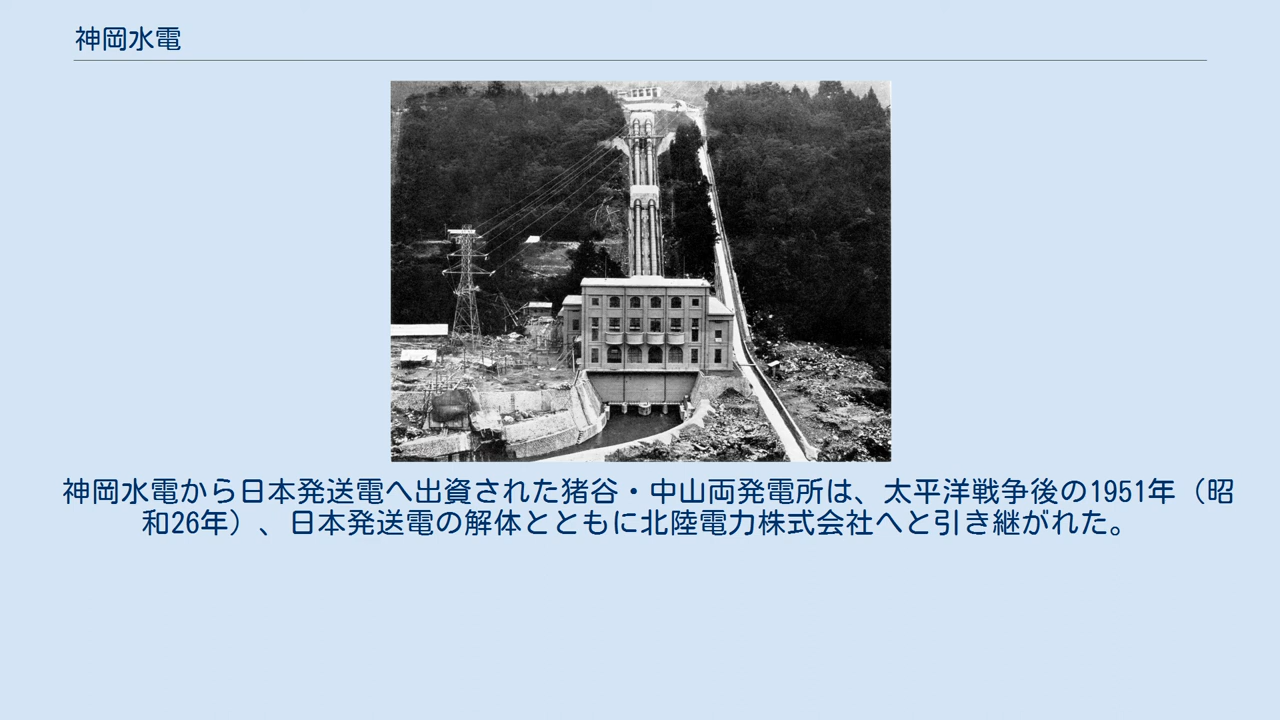 神岡水電
神岡水電から日本発送電へ出資された猪谷・中山両発電所は、太平洋戦争後の1951年（昭
和26年）、日本発送電の解体とともに北陸電力株式会社へと引き継がれた。